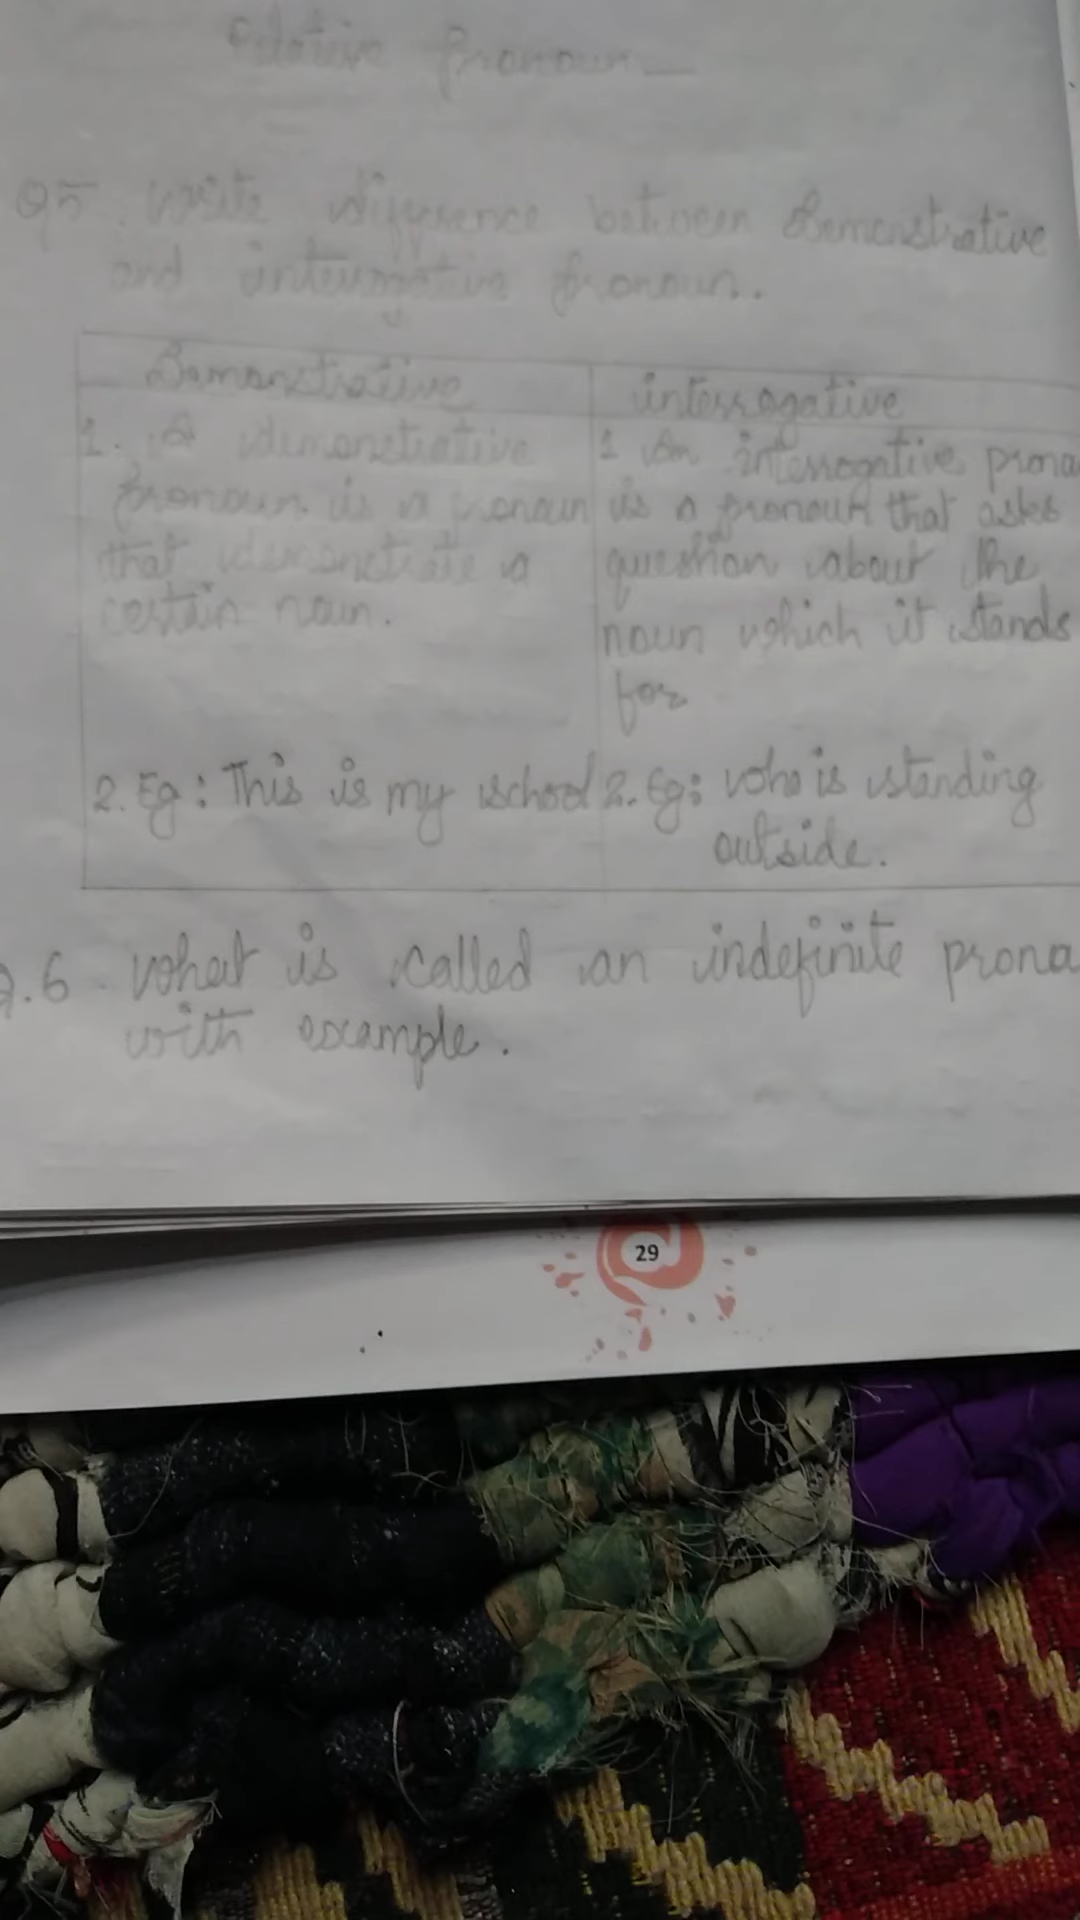 Relative Pronoun
Q5. Write difference between Demonstrative
and interrogative Pronoun.
Demonstrative
interrogative
1. A demonstrative
Pronoun is a pronoun
that demonstrate a
certain noun.
1 An interrogative prono
is a pronoun that asks
question about the
noun which it stands
for
2. Eg: This is my school
2. Eg: Who is standing
outside.
Q.6 What is called an indefinite prono
with example.
29